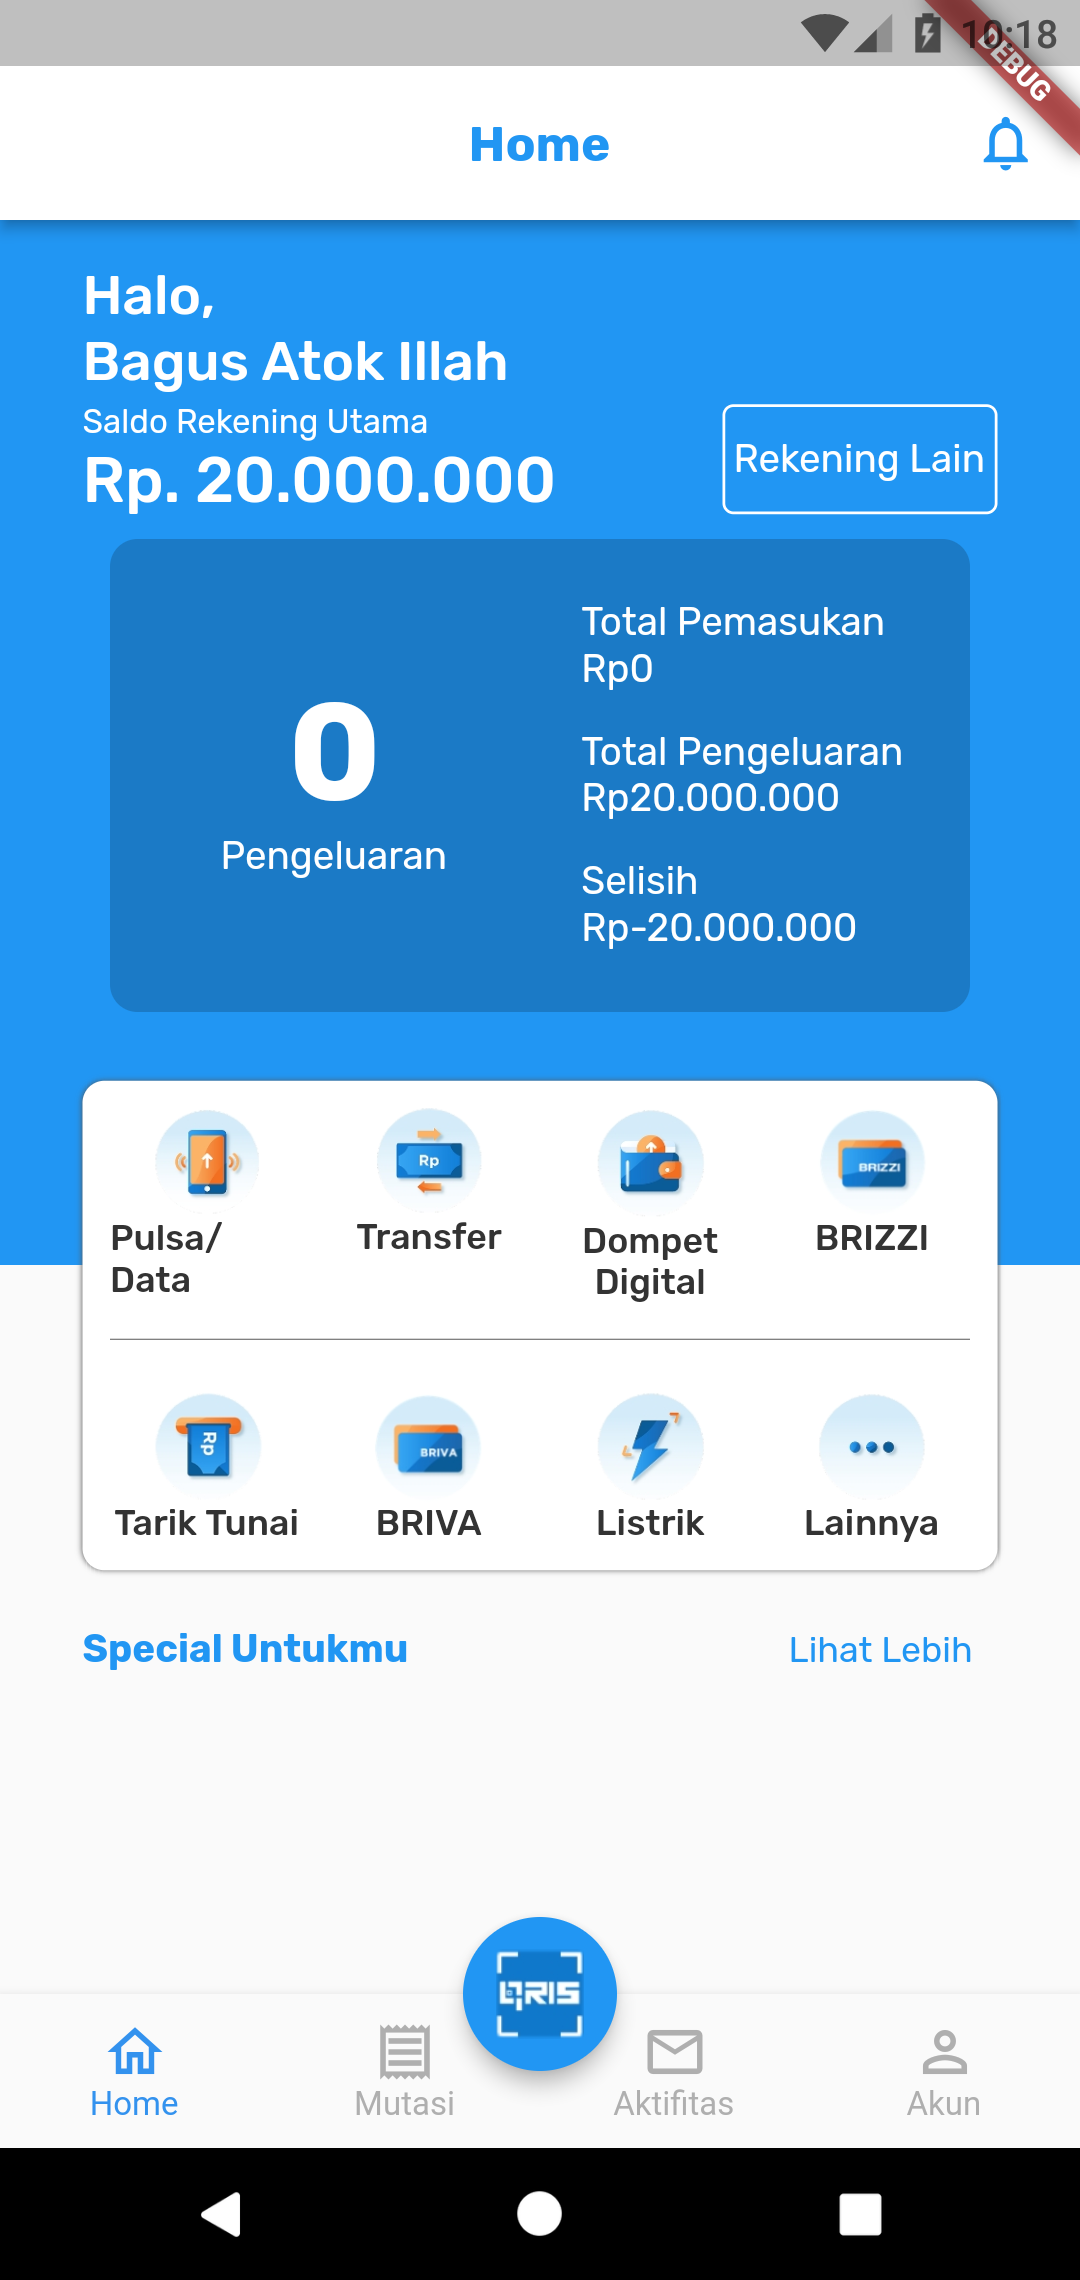 10:18
DEBUG
Home
Halo,
Bagus Atok Illah
Saldo Rekening Utama
Rp. 20.000.000
Rekening Lain
0
Pengeluaran
Total Pemasukan
Rp0
Total Pengeluaran
Rp20.000.000
Selisih
Rp-20.000.000
Rp
BRIZZI
Pulsa/
Data
Transfer
Dompet
Digital
BRIZZI
Rp
BRIVA
Tarik Tunai
BRIVA
Listrik
Lainnya
Special Untukmu
Lihat Lebih
QRIS
Home
Mutasi
Aktifitas
Akun